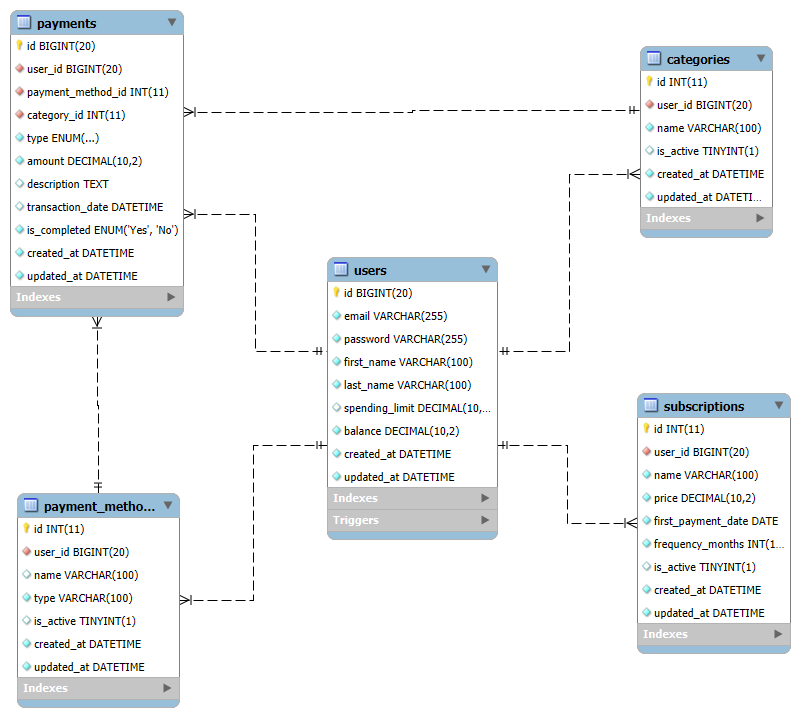 payments
id BIGINT(20)
user_id BIGINT(20)
payment_method_id INT(11)
category_id INT(11)
type ENUM(...)
amount DECIMAL(10,2)
description TEXT
transaction_date DATETIME
is_completed ENUM('Yes', 'No')
created_at DATETIME
updated_at DATETIME
Indexes
categories
id INT(11)
user_id BIGINT(20)
name VARCHAR(100)
is_active TINYINT(1)
created_at DATETIME
updated_at DATETI...
Indexes
users
id BIGINT(20)
email VARCHAR(255)
password VARCHAR(255)
first_name VARCHAR(100)
last_name VARCHAR(100)
spending_limit DECIMAL(10,...
balance DECIMAL(10,2)
created_at DATETIME
updated_at DATETIME
Indexes
Triggers
subscriptions
id INT(11)
user_id BIGINT(20)
name VARCHAR(100)
price DECIMAL(10,2)
first_payment_date DATE
frequency_months INT(1...
is_active TINYINT(1)
created_at DATETIME
updated_at DATETIME
Indexes
payment_metho...
id INT(11)
user_id BIGINT(20)
name VARCHAR(100)
type VARCHAR(100)
is_active TINYINT(1)
created_at DATETIME
updated_at DATETIME
Indexes